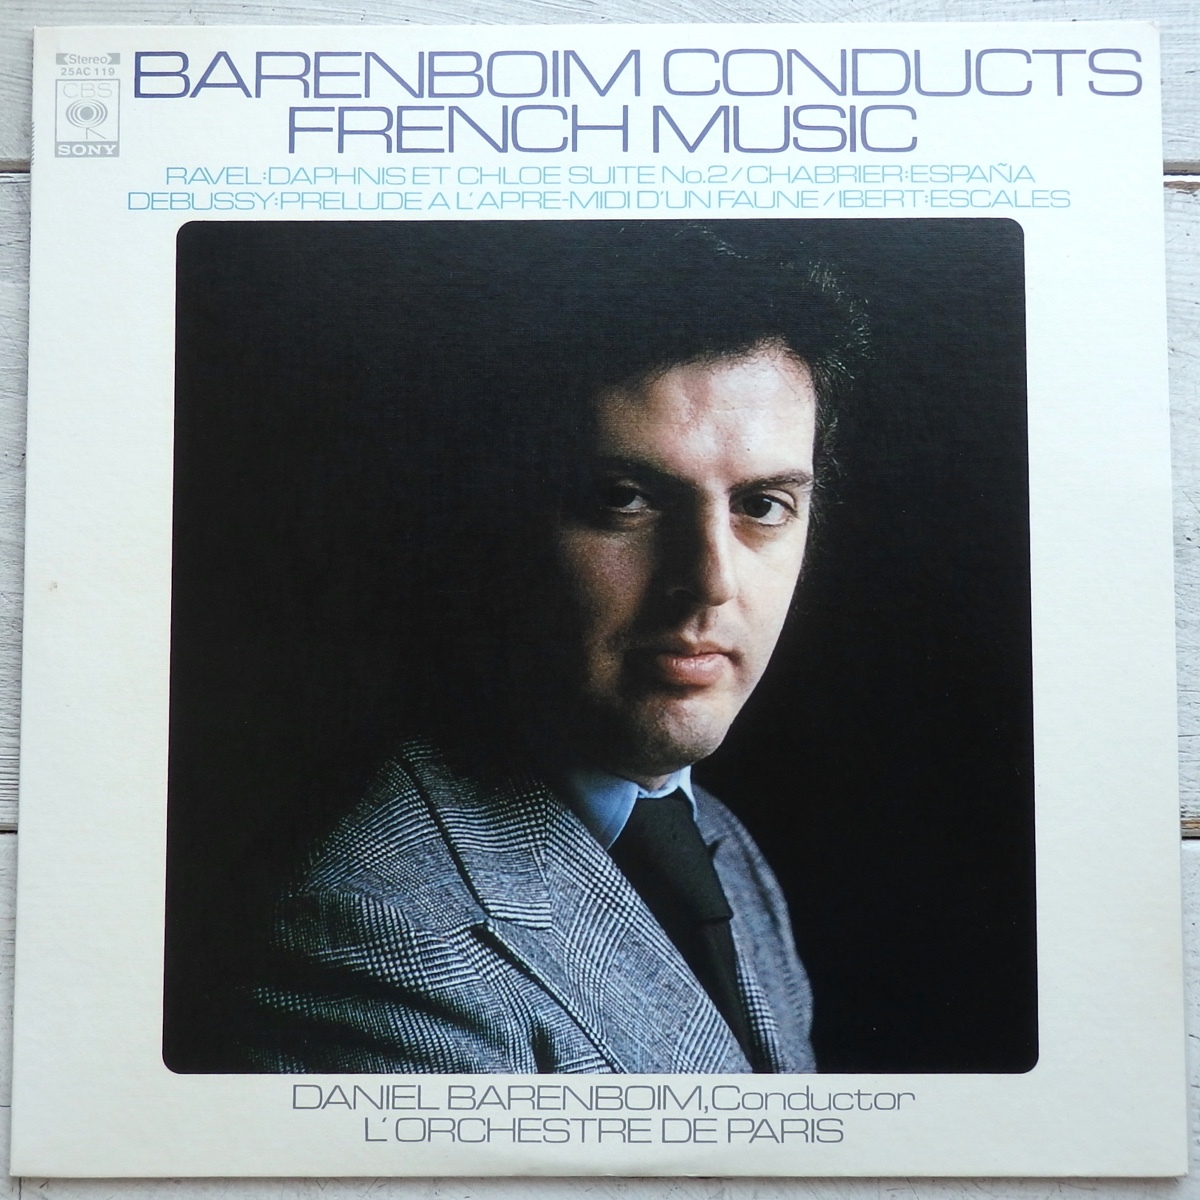 Stereo
25AC 119
CBS
SONY
BARENBOIM CONDUCTS
FRENCH MUSIC
RAVEL:DAPHNIS ET CHLOE SUITE No.2/CHABRIER:ESPAÑA
DEBUSSY:PRELUDE A L'APRE-MIDI D'UN FAUNE/IBERT:ESCALES
DANIEL BARENBOIM,Conductor
L'ORCHESTRE DE PARIS